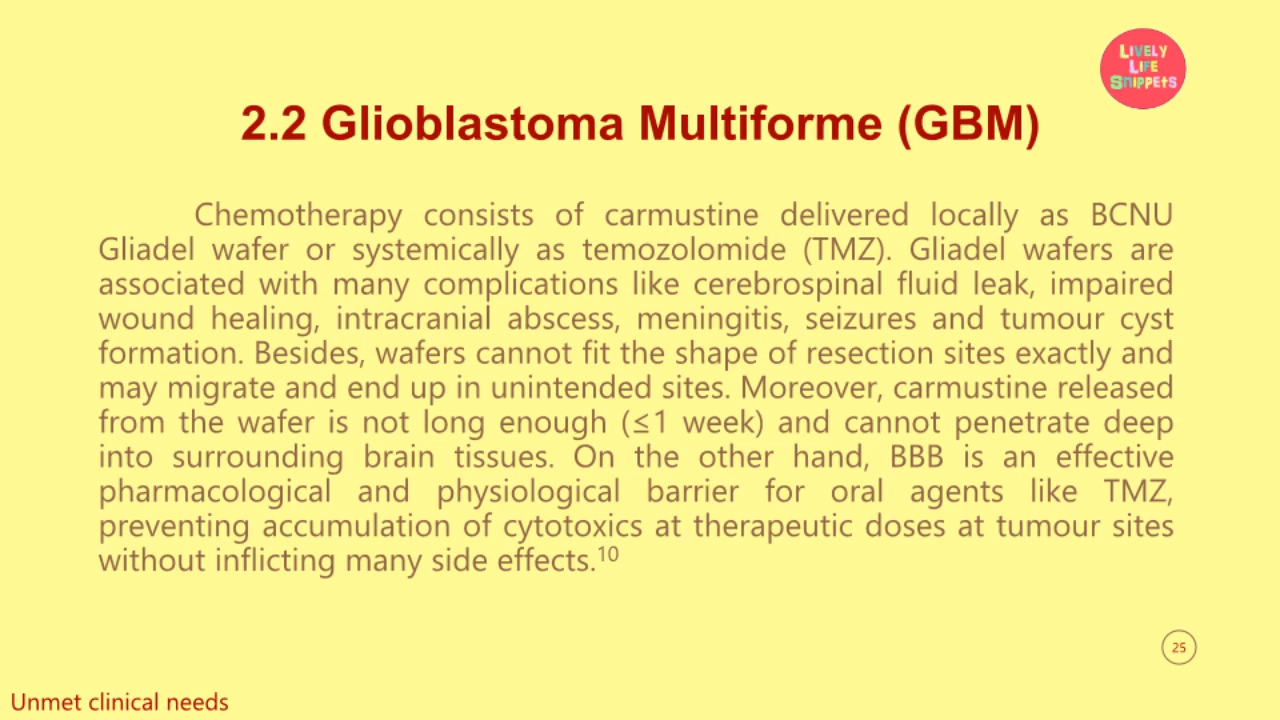 LIVELY
LIFE
SNIPPETS
2.2 Glioblastoma Multiforme (GBM)
Chemotherapy consists of carmustine delivered locally as BCNU
Gliadel wafer or systemically as temozolomide (TMZ). Gliadel wafers are
associated with many complications like cerebrospinal fluid leak, impaired
wound healing, intracranial abscess, meningitis, seizures and tumour cyst
formation. Besides, wafers cannot fit the shape of resection sites exactly and
may migrate and end up in unintended sites. Moreover, carmustine released
from the wafer is not long enough (≤1 week) and cannot penetrate deep
into surrounding brain tissues. On the other hand, BBB is an effective
pharmacological and physiological barrier for oral agents like TMZ,
preventing accumulation of cytotoxics at therapeutic doses at tumour sites
without inflicting many side effects.¹⁰
25
Unmet clinical needs